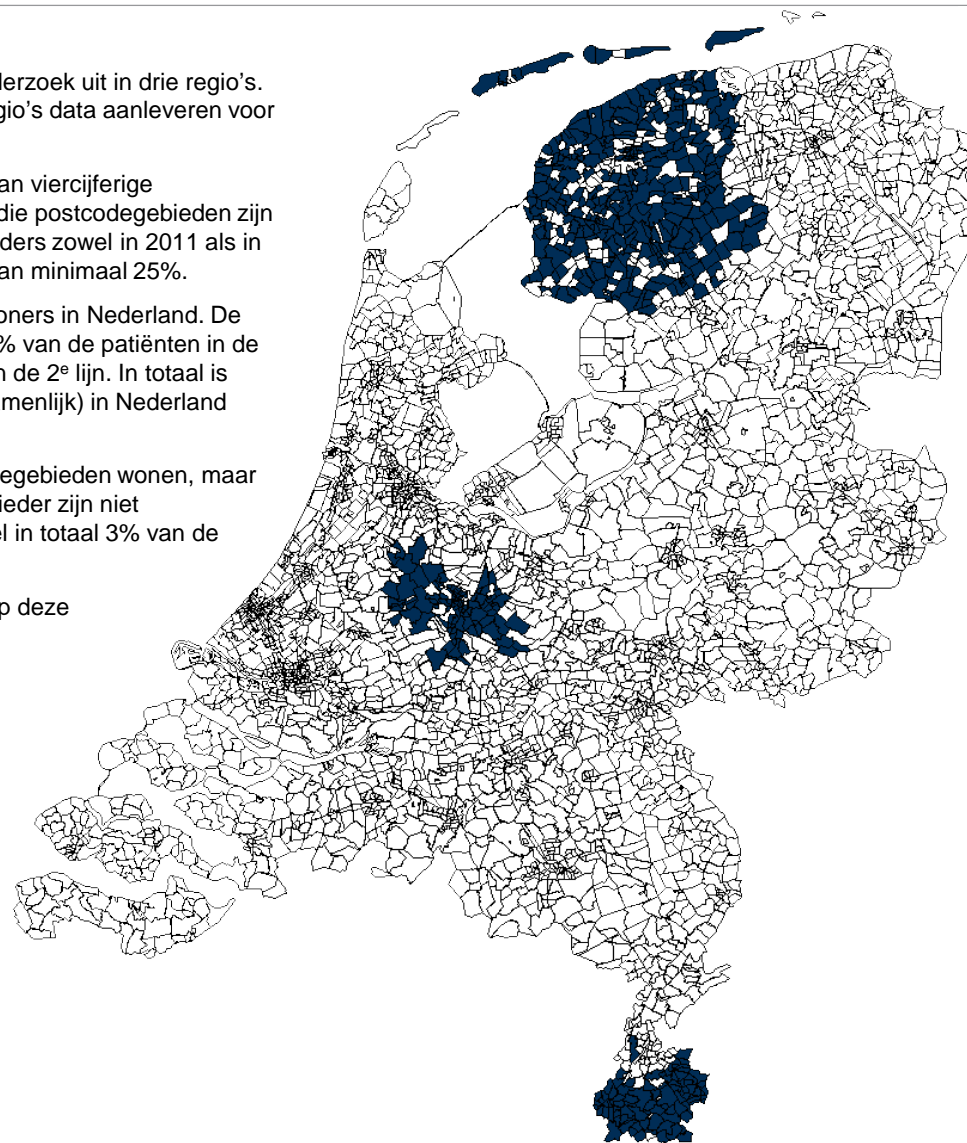 derzoek uit in drie regio's.
gio's data aanleveren voor
an viercijferige
die postcodegebieden zijn
ders zowel in 2011 als in
an minimaal 25%.
oners in Nederland. De
% van de patiënten in de
n de 2e lijn. In totaal is
menlijk) in Nederland
egebieden wonen, maar
ieder zijn niet
el in totaal 3% van de
p deze